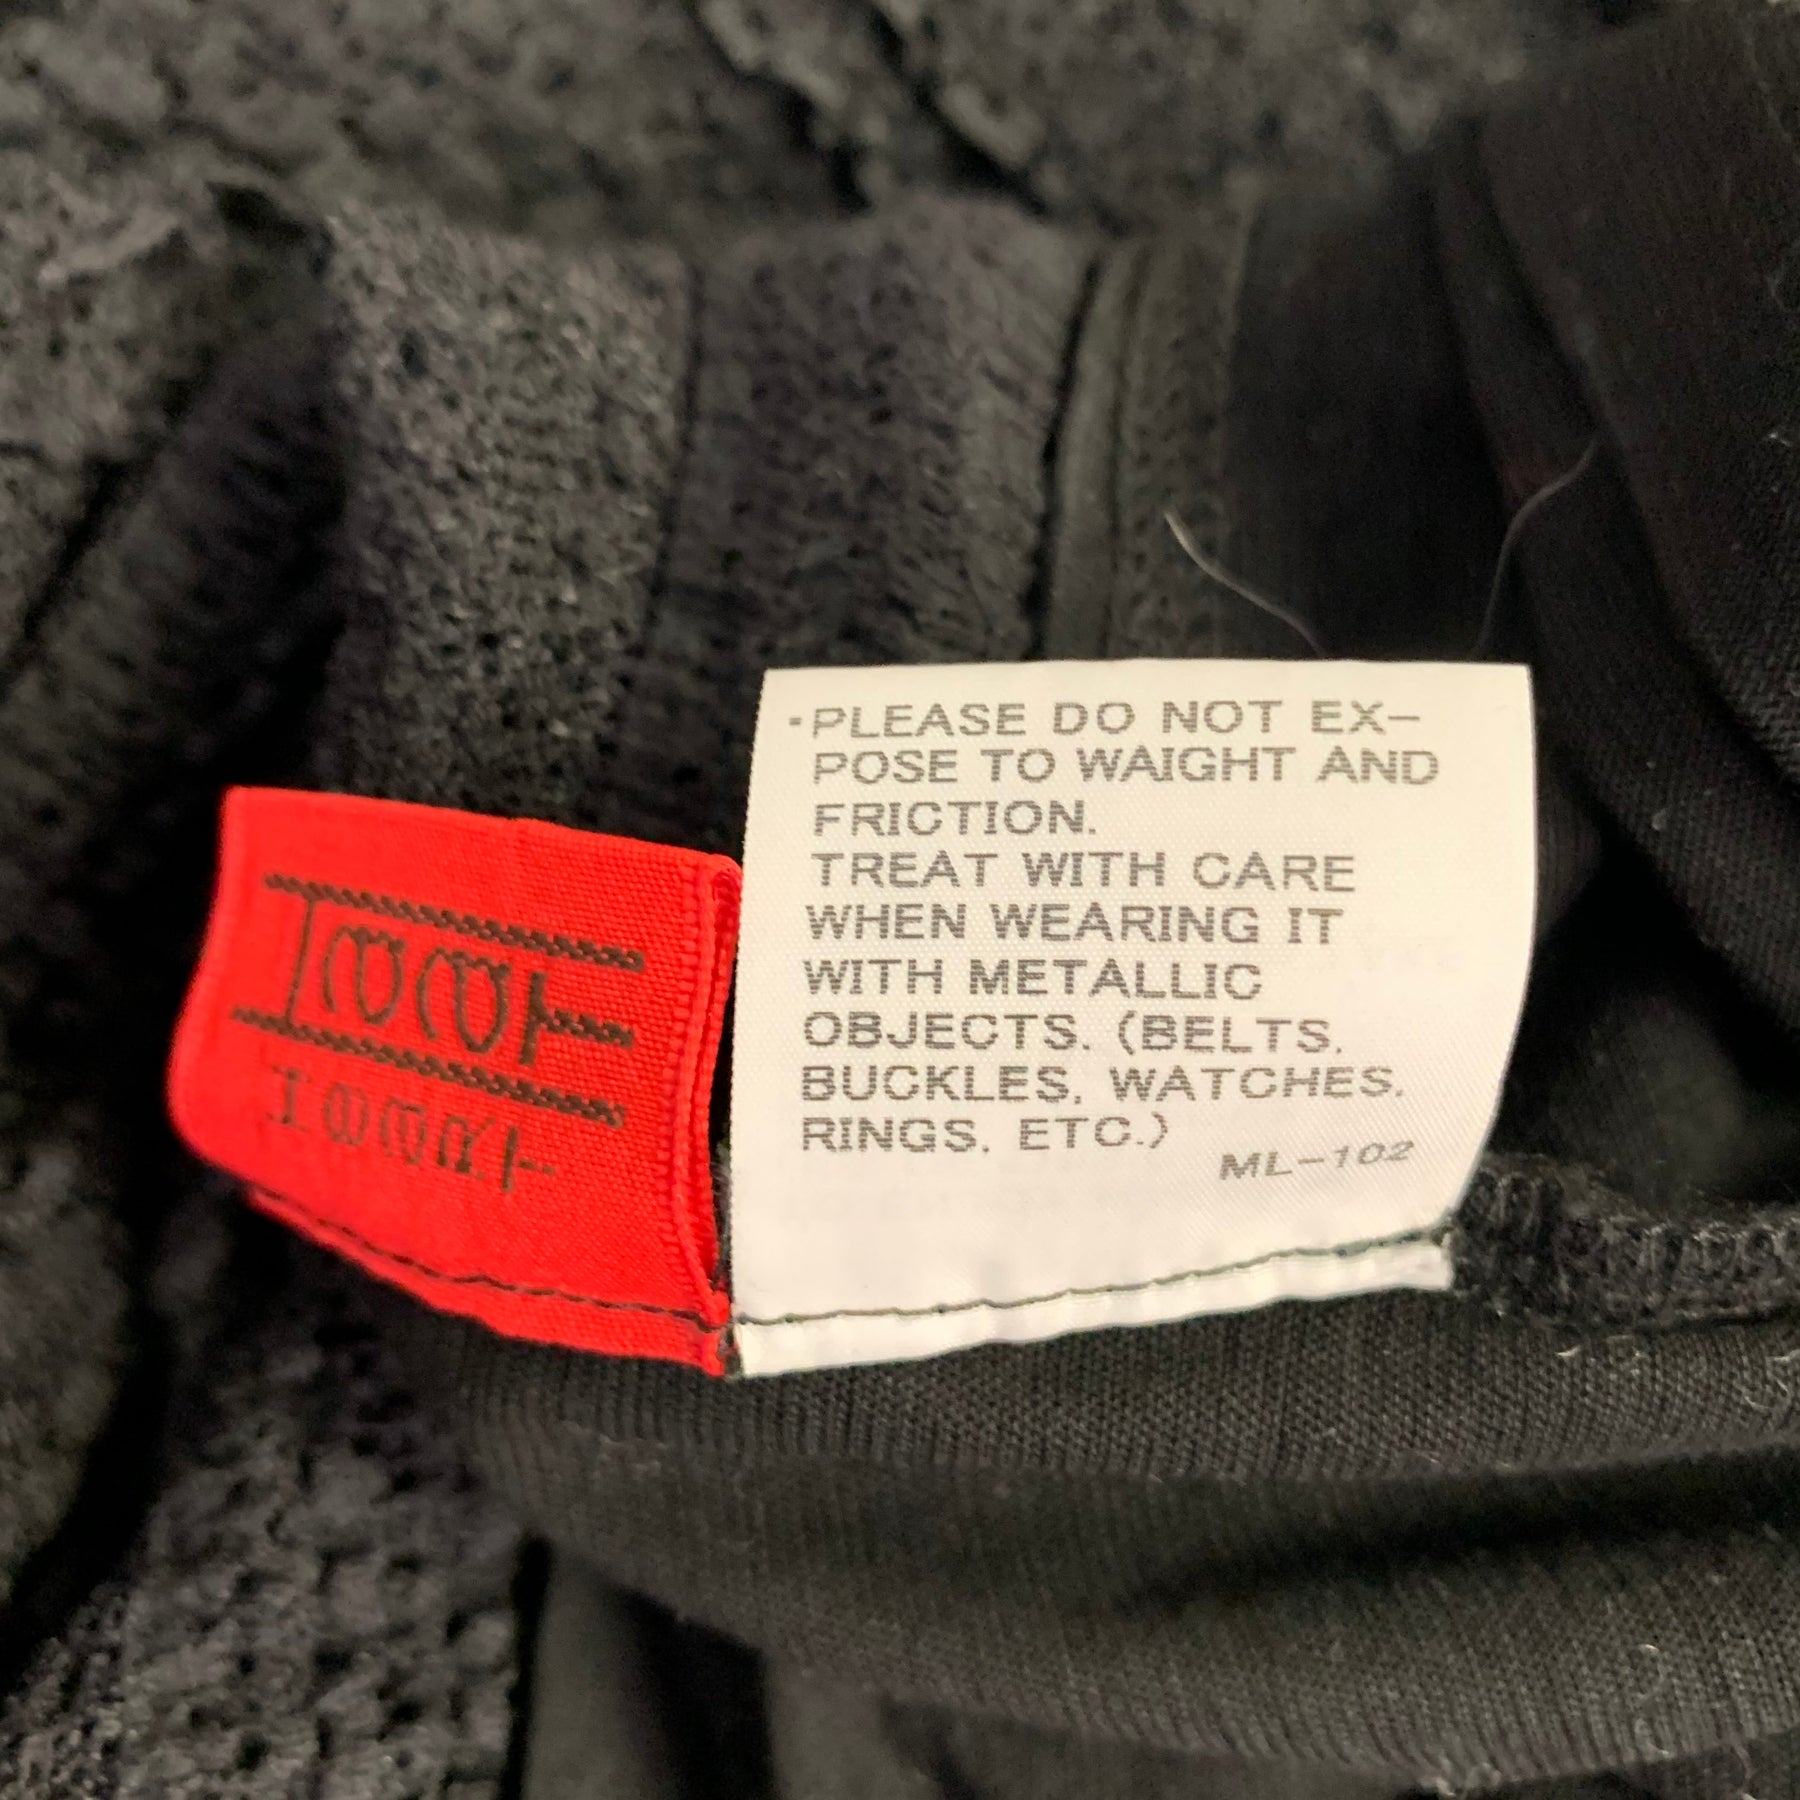 ・PLEASE DO NOT EX-
POSE TO WAIGHT AND
FRICTION.
TREAT WITH CARE
WHEN WEARING IT
WITH METALLIC
OBJECTS. (BELTS.
BUCKLES. WATCHES.
RINGS. ETC.)
ML-102